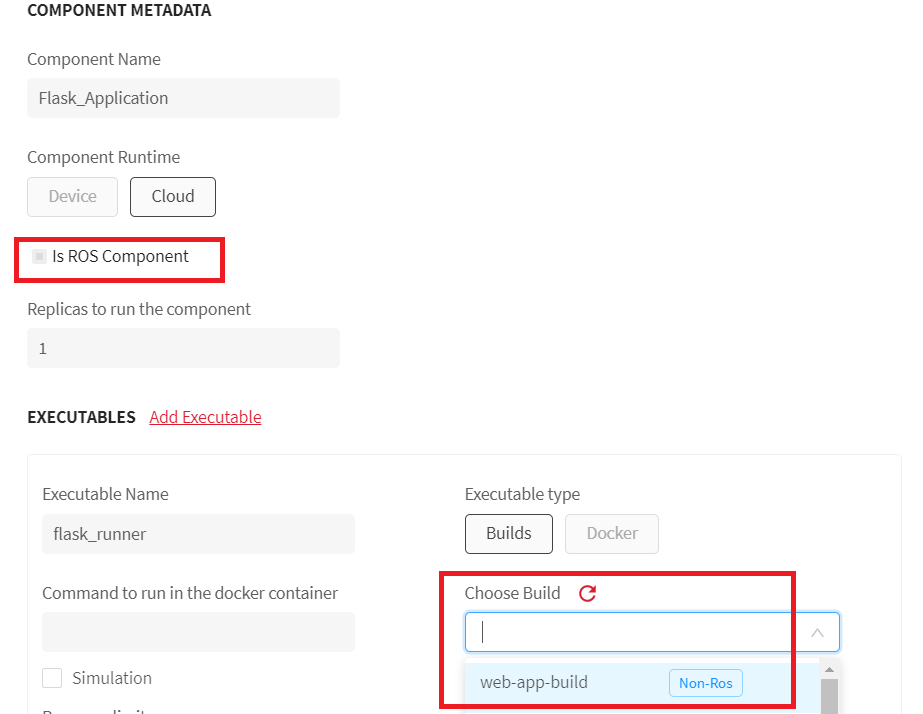 COMPONENT METADATA
Component Name
Flask_Application
Component Runtime
Device Cloud
Is ROS Component
Replicas to run the component
1
EXECUTABLES Add Executable
Executable Name Executable type
flask_runner Builds Docker
Command to run in the docker container Choose Build
Simulation web-app-build Non-Ros